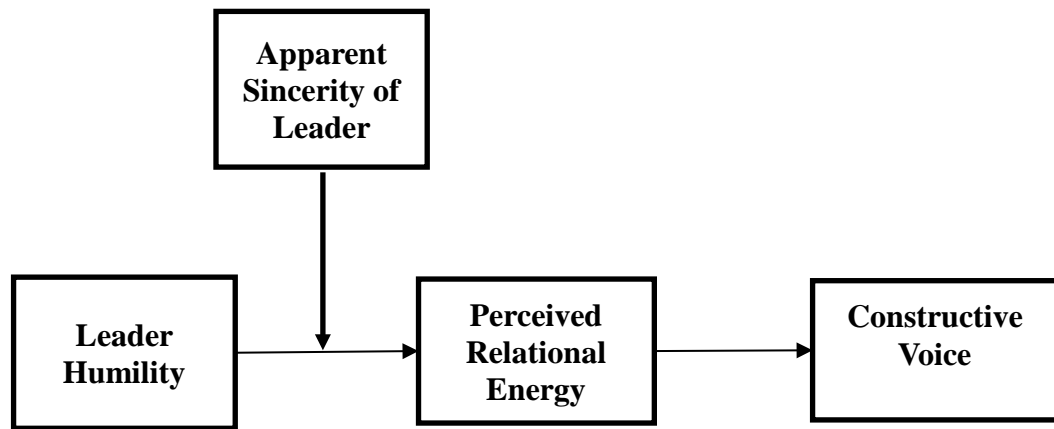 Apparent
Sincerity of
Leader
Leader
Humility
Perceived
Relational
Energy
Constructive
Voice